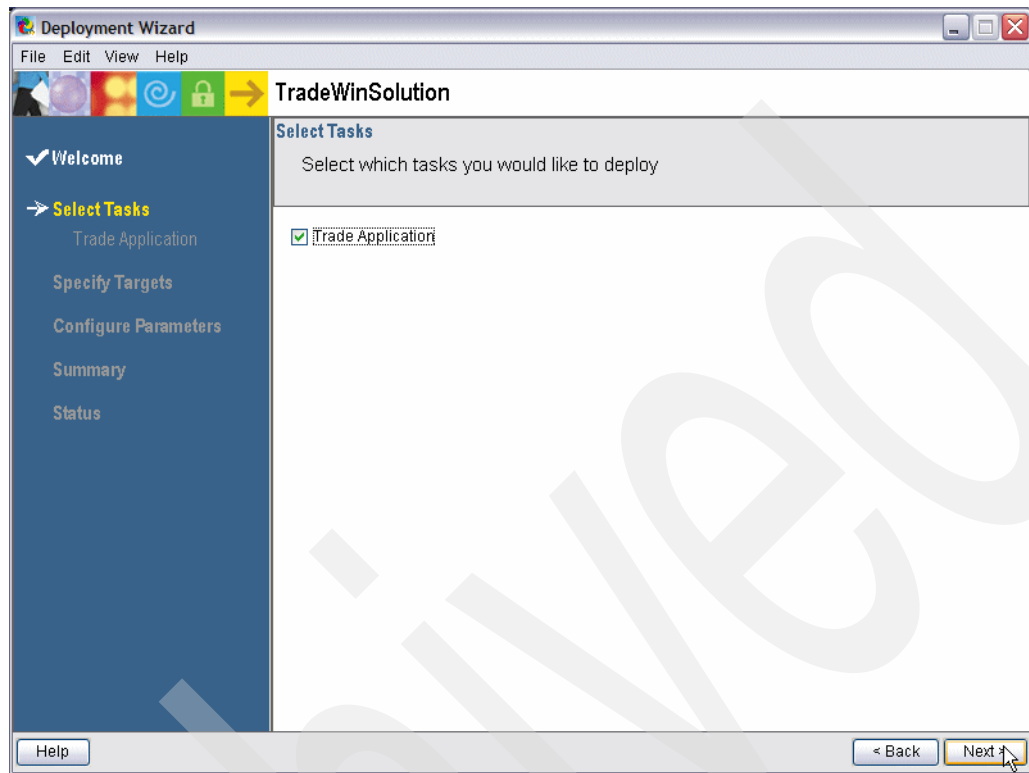 Deployment Wizard
File Edit View Help
TradeWinSolution
Welcome
Select Tasks
Trade Application
Specify Targets
Configure Parameters
Summary
Status
Select Tasks
Select which tasks you would like to deploy
Trade Application
Help
< Back
Next >
hived